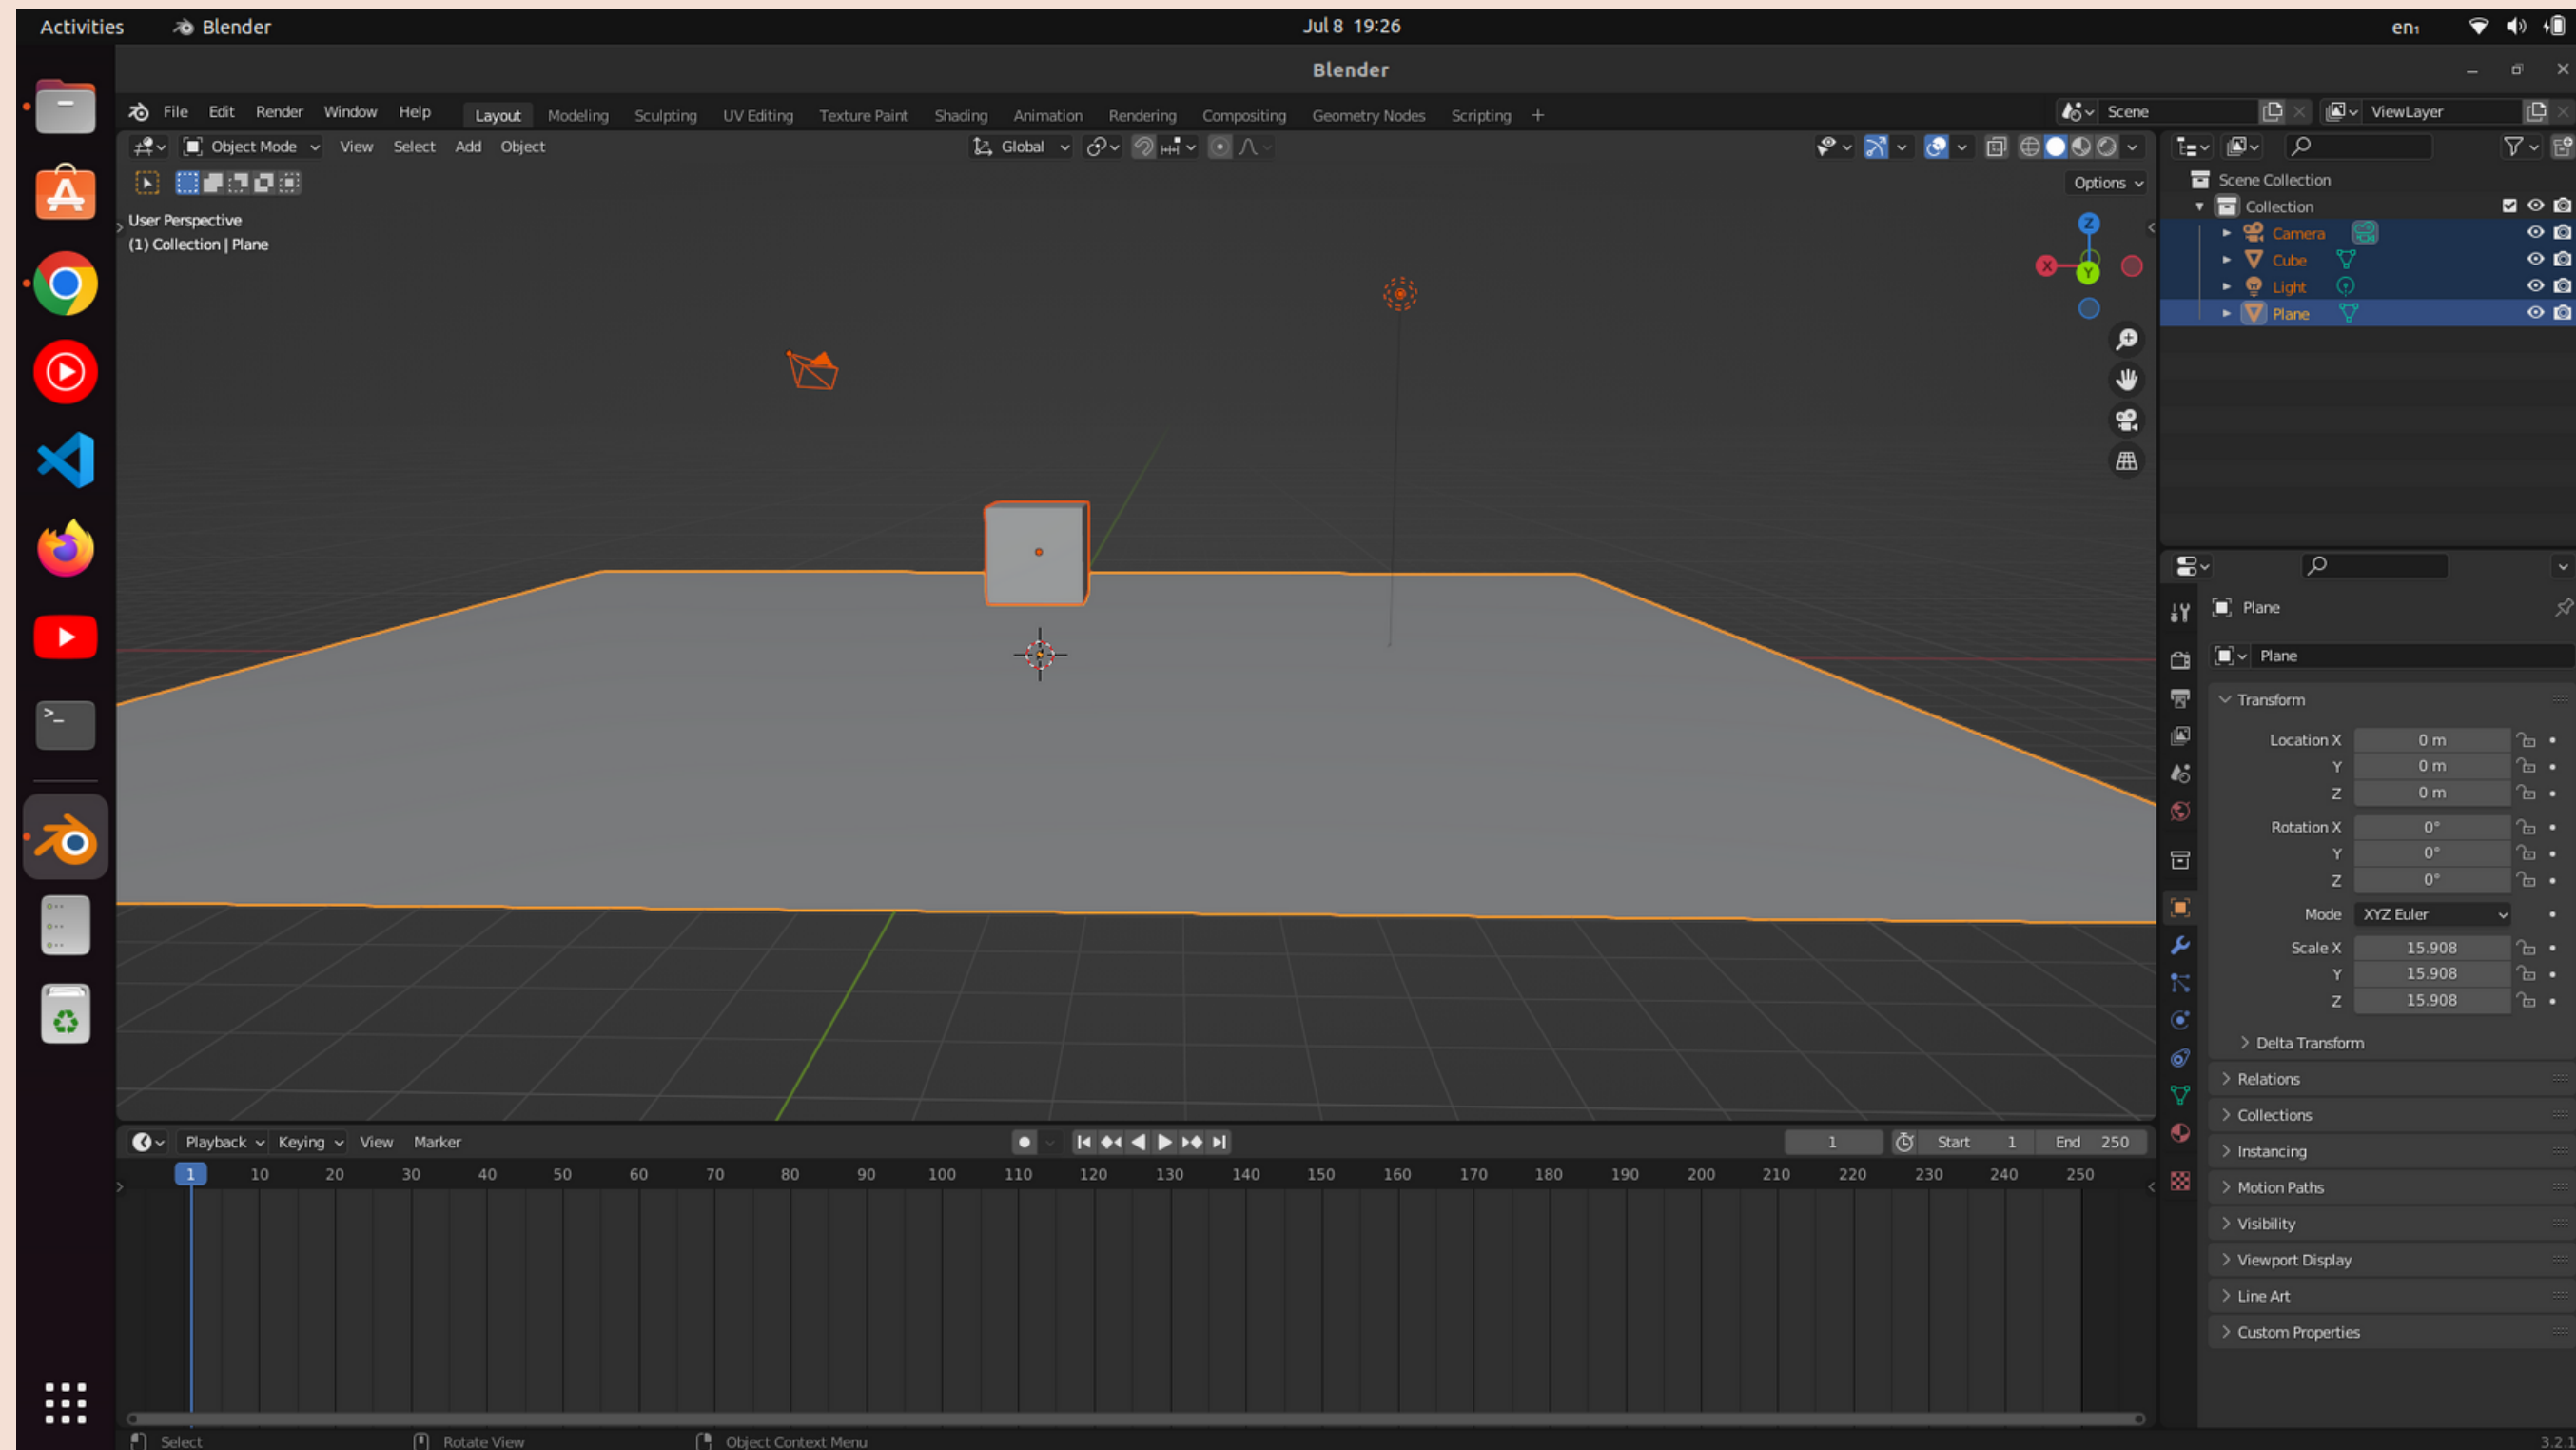 Activities Blender Jul 8 19:26 en₁
Blender
File Edit Render Window Help Layout Modeling Sculpting UV Editing Texture Paint Shading Animation Rendering Compositing Geometry Nodes Scripting + Scene ViewLayer
Object Mode View Select Add Object Global
Options
User Perspective
(1) Collection | Plane
Z
X
Y
Scene Collection
Collection
Camera
Cube
Light
Plane
Plane
Plane
Transform
Location X 0 m
Y 0 m
Z 0 m
Rotation X 0°
Y 0°
Z 0°
Mode XYZ Euler
Scale X 15.908
Y 15.908
Z 15.908
Delta Transform
Relations
Collections
Instancing
Motion Paths
Visibility
Viewport Display
Line Art
Custom Properties
Playback Keying View Marker 1 Start 1 End 250
1 10 20 30 40 50 60 70 80 90 100 110 120 130 140 150 160 170 180 190 200 210 220 230 240 250
Select Rotate View Object Context Menu 3.2.1